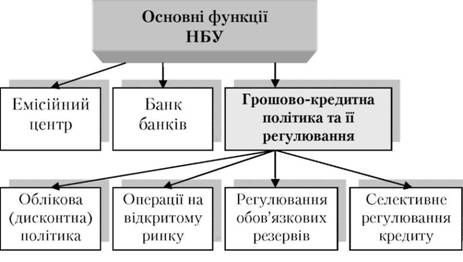 Основні функції
НБУ
Емісійний
центр
Банк
банків
Грошово-кредитна
політика та її
регулювання
Облікова
(дисконтна)
політика
Операції на
відкритому
ринку
Регулювання
обов'язкових
резервів
Селективне
регулювання
кредиту